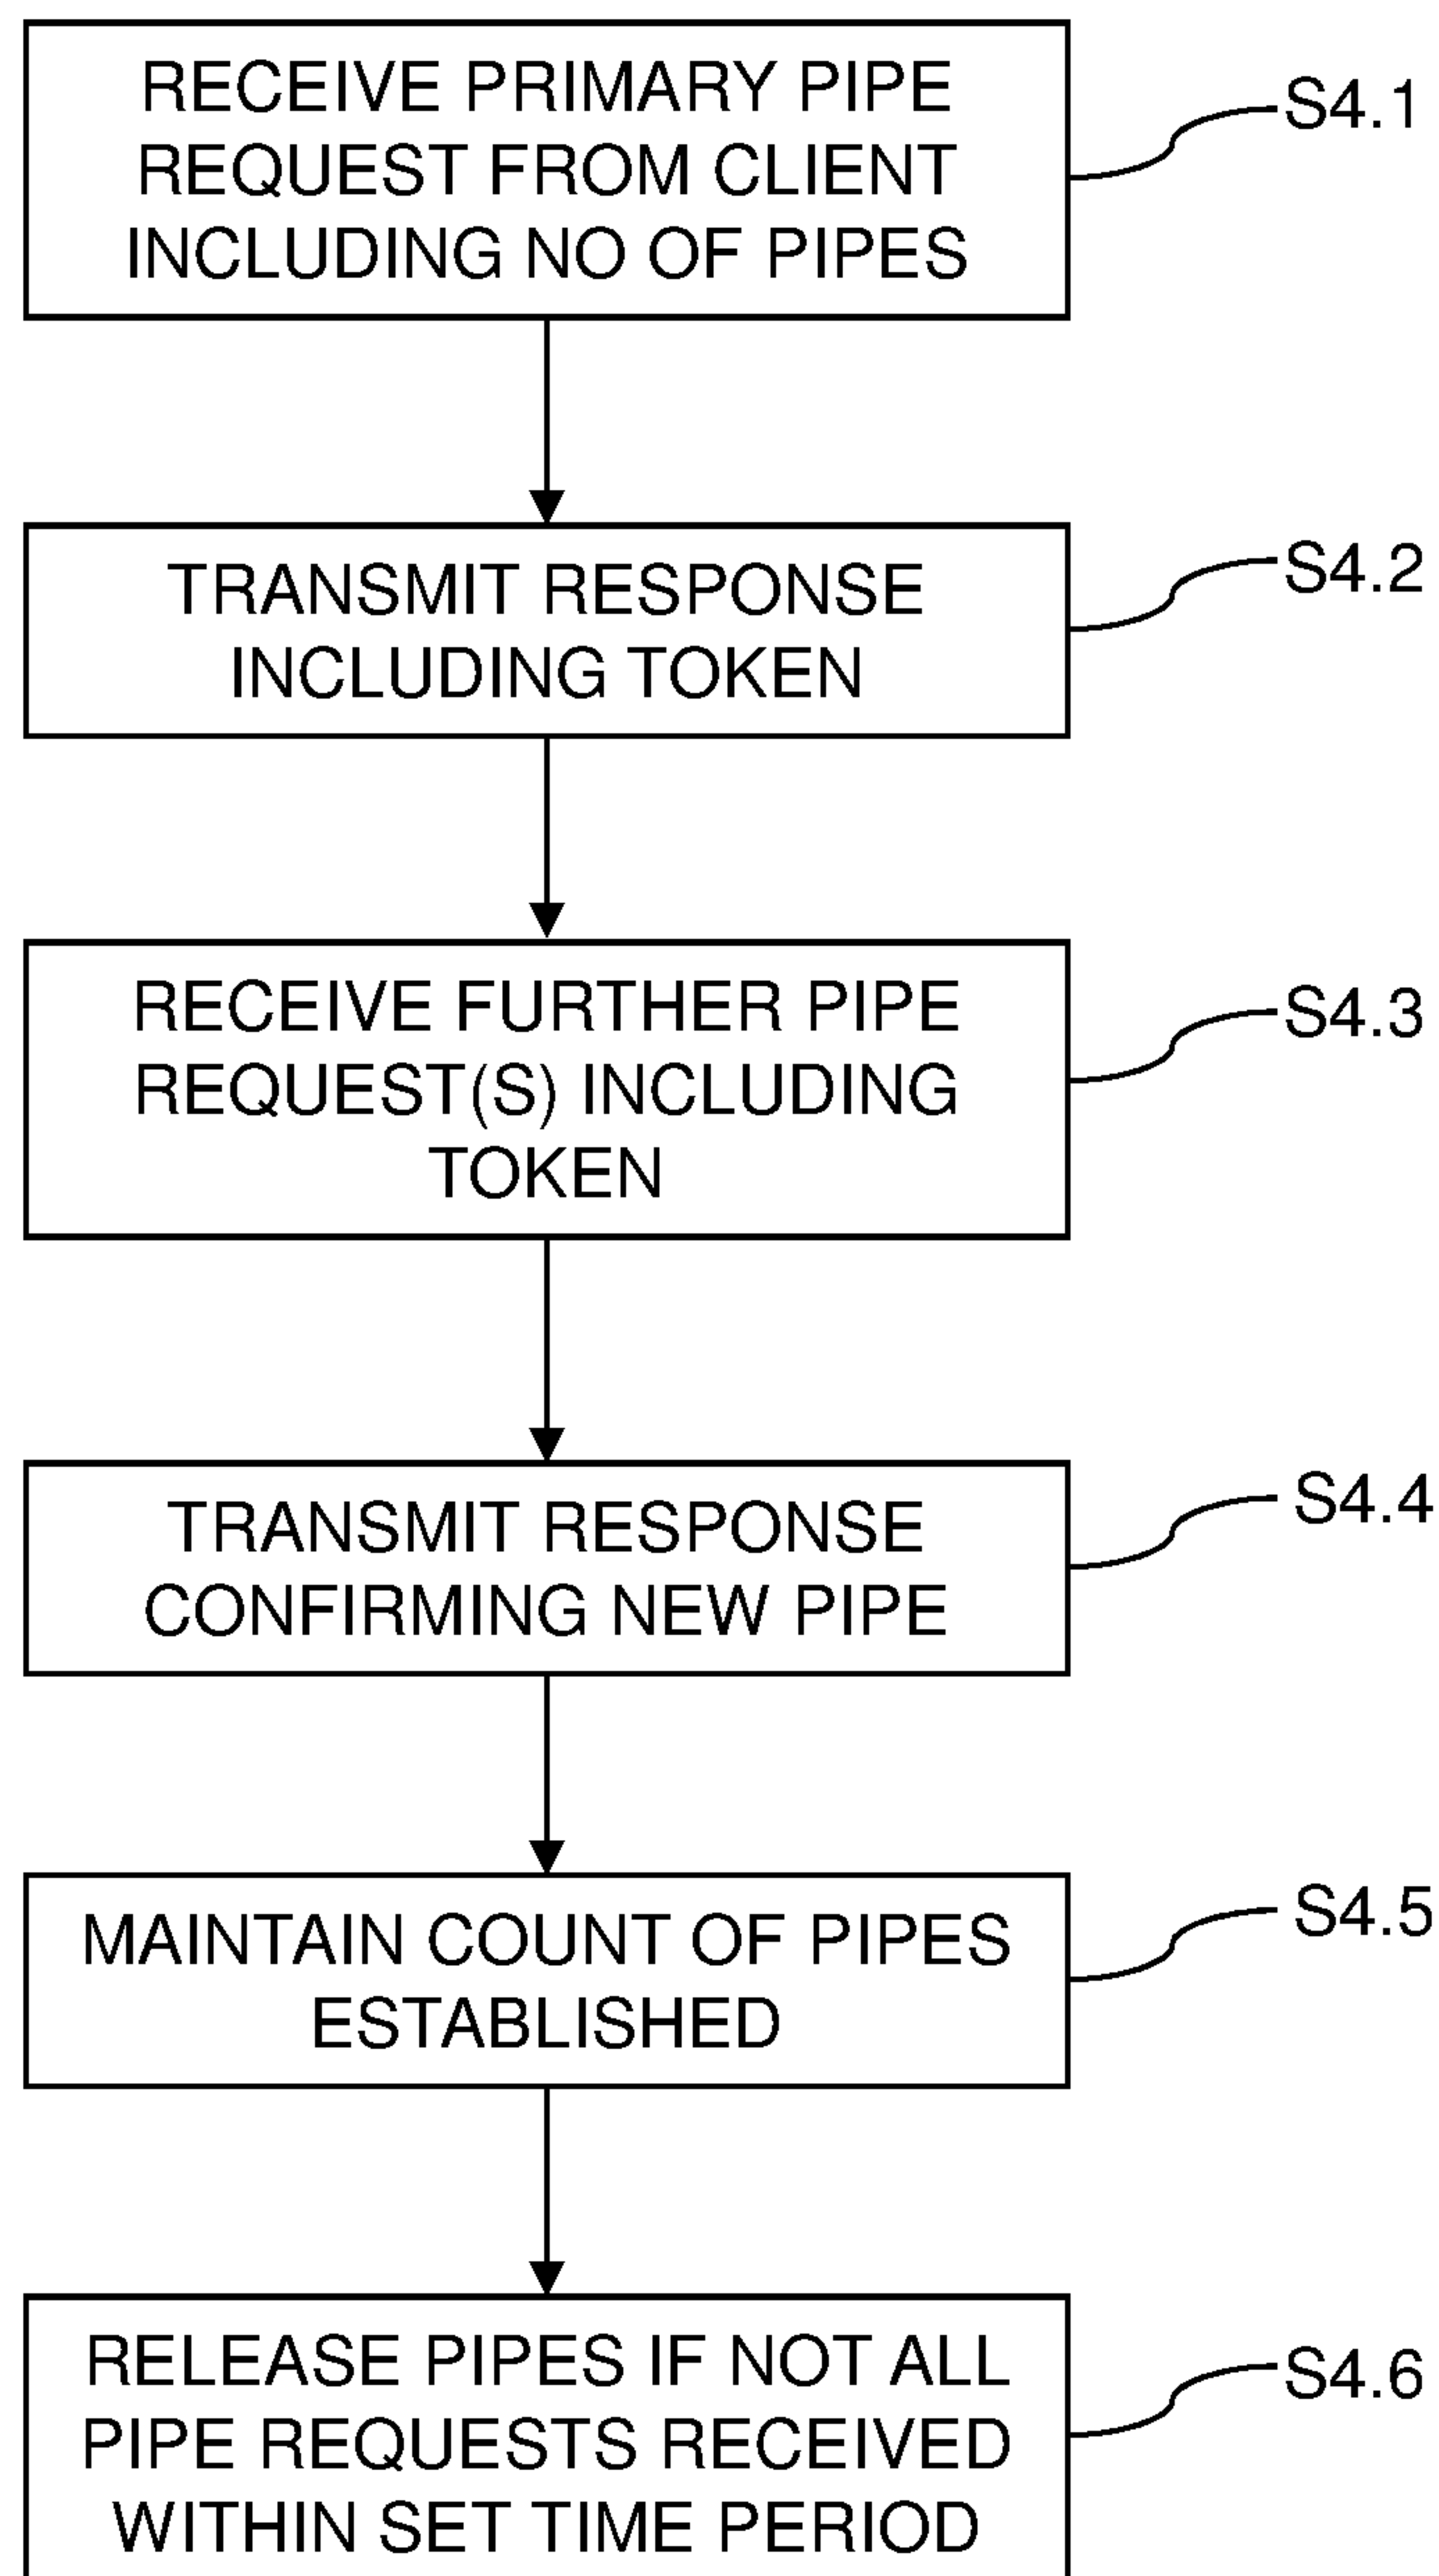 RECEIVE PRIMARY PIPE
REQUEST FROM CLIENT
INCLUDING NO OF PIPES
S4.1
TRANSMIT RESPONSE
INCLUDING TOKEN
S4.2
RECEIVE FURTHER PIPE
REQUEST(S) INCLUDING
TOKEN
S4.3
TRANSMIT RESPONSE
CONFIRMING NEW PIPE
S4.4
MAINTAIN COUNT OF PIPES
ESTABLISHED
S4.5
RELEASE PIPES IF NOT ALL
PIPE REQUESTS RECEIVED
WITHIN SET TIME PERIOD
S4.6